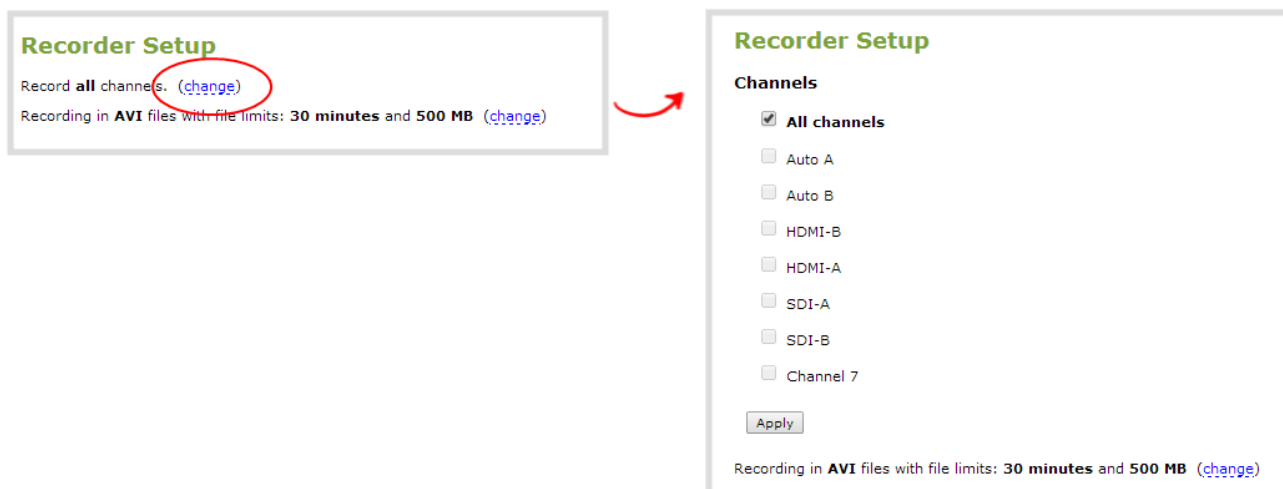 Recorder Setup
Record all channels. (change)
Recording in AVI files with file limits: 30 minutes and 500 MB (change)
Recorder Setup
Channels
All channels
Auto A
Auto B
HDMI-B
HDMI-A
SDI-A
SDI-B
Channel 7
Apply
Recording in AVI files with file limits: 30 minutes and 500 MB (change)